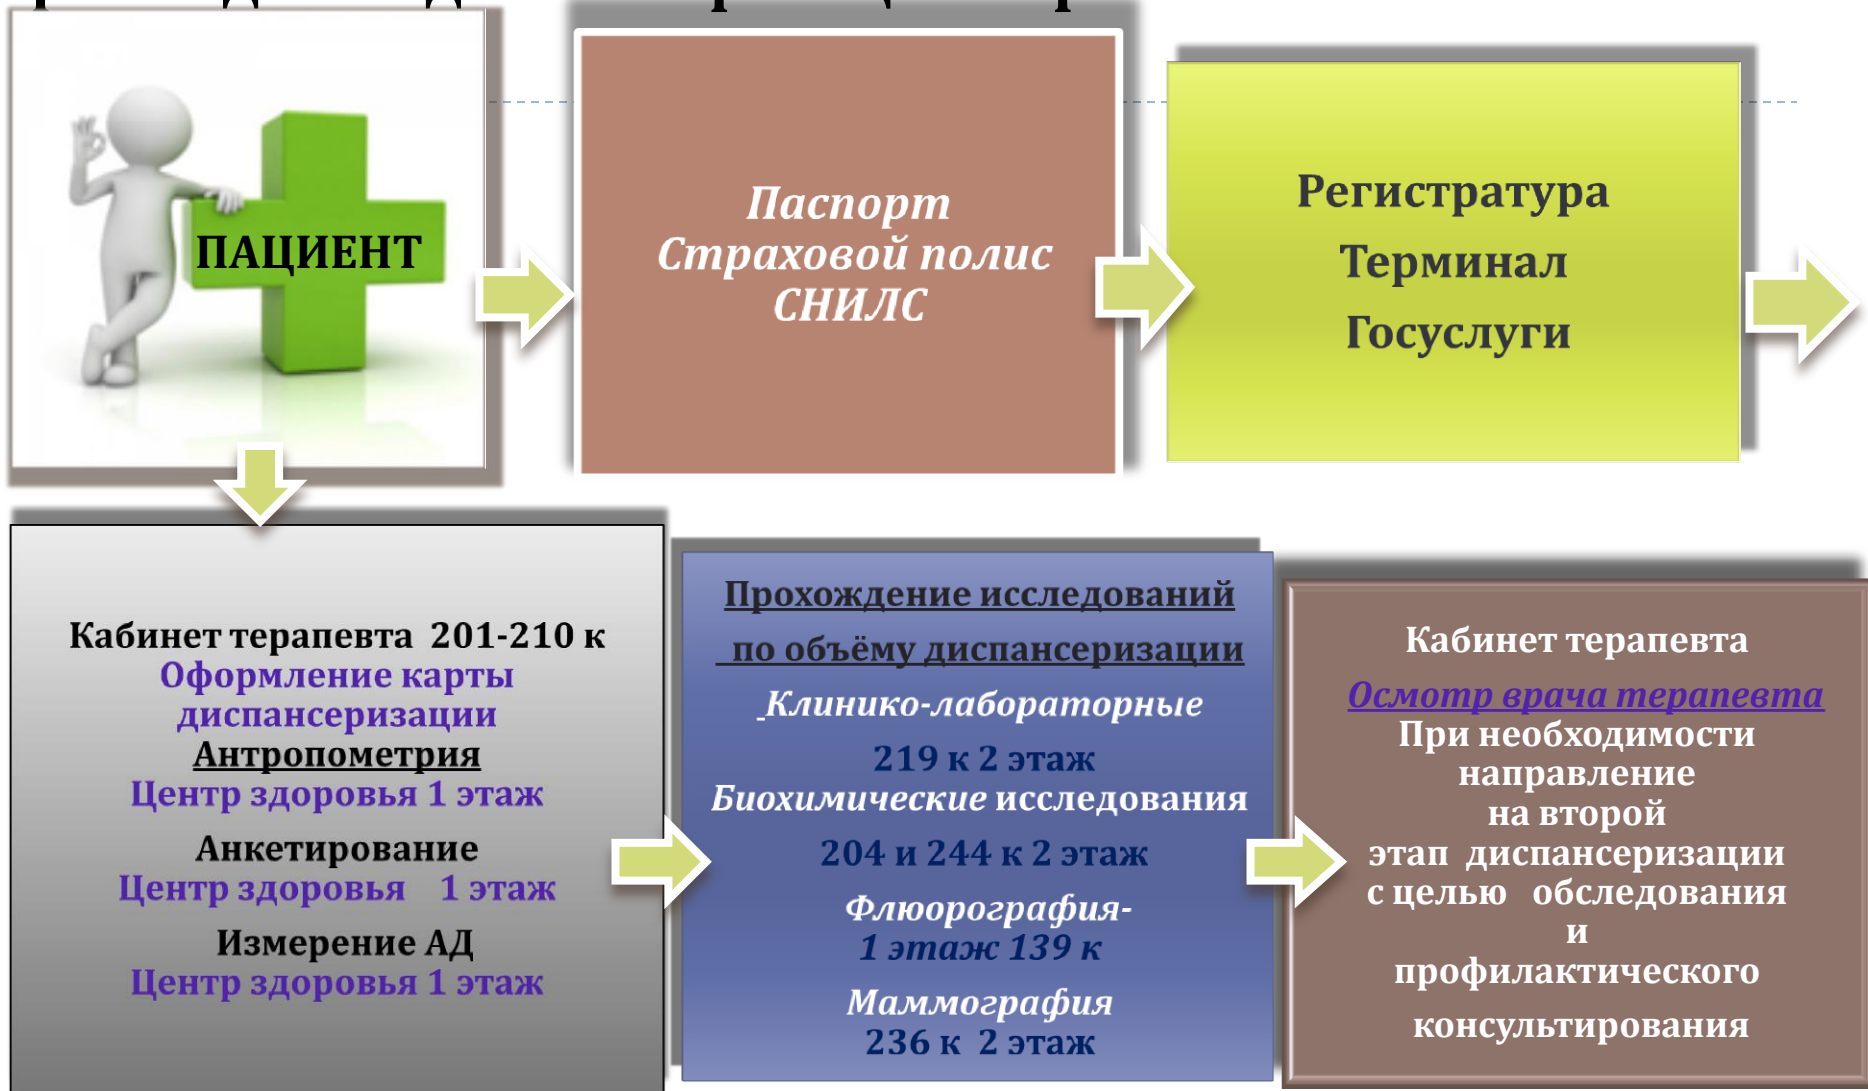 ПАЦИЕНТ
Паспорт
Страховой полис
СНИЛС
Регистратура
Терминал
Госуслуги
Кабинет терапевта 201-210 к
Оформление карты
диспансеризации
Антропометрия
Центр здоровья 1 этаж
Анкетирование
Центр здоровья 1 этаж
Измерение АД
Центр здоровья 1 этаж
Прохождение исследований
по объёму диспансеризации
Клинико-лабораторные
219 к 2 этаж
Биохимические исследования
204 и 244 к 2 этаж
Флюорография-
1 этаж 139 к
Маммография
236 к 2 этаж
Кабинет терапевта
Осмотр врача терапевта
При необходимости
направление
на второй
этап диспансеризации
с целью обследования
и
профилактического
консультирования